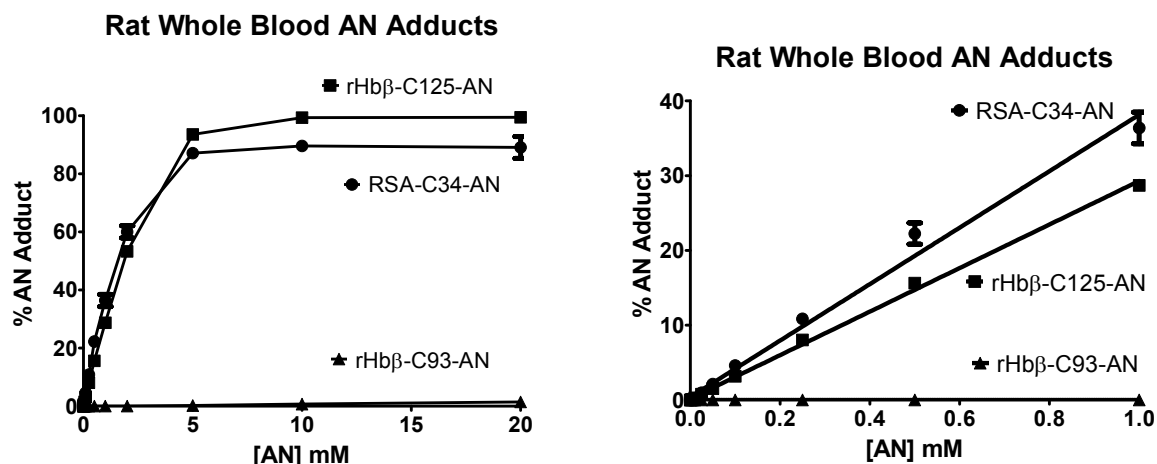 Rat Whole Blood AN Adducts
rHbβ-C125-AN
RSA-C34-AN
rHbβ-C93-AN
% AN Adduct
100
80
60
40
20
0
0
5
10
15
20
[AN] mM
Rat Whole Blood AN Adducts
RSA-C34-AN
rHbβ-C125-AN
rHbβ-C93-AN
% AN Adduct
40
30
20
10
0
0.0
0.2
0.4
0.6
0.8
1.0
[AN] mM